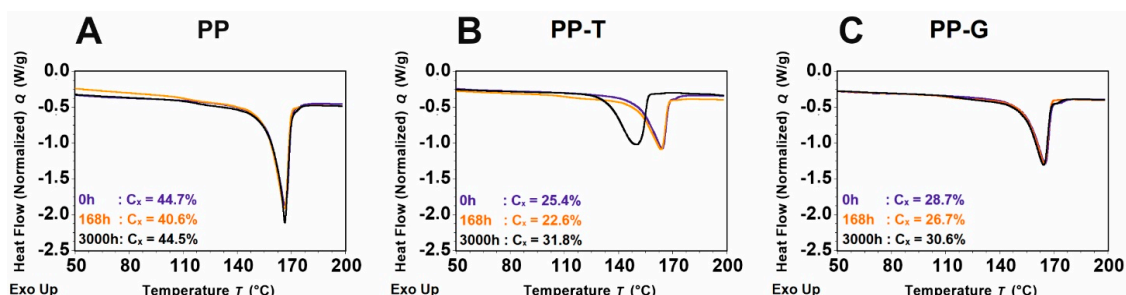 A PP
Heat Flow (Normalized) Q (W/g)
0.0
-0.5
-1.0
-1.5
-2.0
-2.5
0h : Cx = 44.7%
168h : Cx = 40.6%
3000h: Cx = 44.5%
50 80 110 140 170 200
Exo Up Temperature T (°C)
B PP-T
Heat Flow (Normalized) Q (W/g)
0.0
-0.5
-1.0
-1.5
-2.0
-2.5
0h : Cx = 25.4%
168h : Cx = 22.6%
3000h : Cx = 31.8%
50 80 110 140 170 200
Exo Up Temperature T (°C)
C PP-G
Heat Flow (Normalized) Q (W/g)
0.0
-0.5
-1.0
-1.5
-2.0
-2.5
0h : Cx = 28.7%
168h : Cx = 26.7%
3000h : Cx = 30.6%
50 80 110 140 170 200
Exo Up Temperature T (°C)